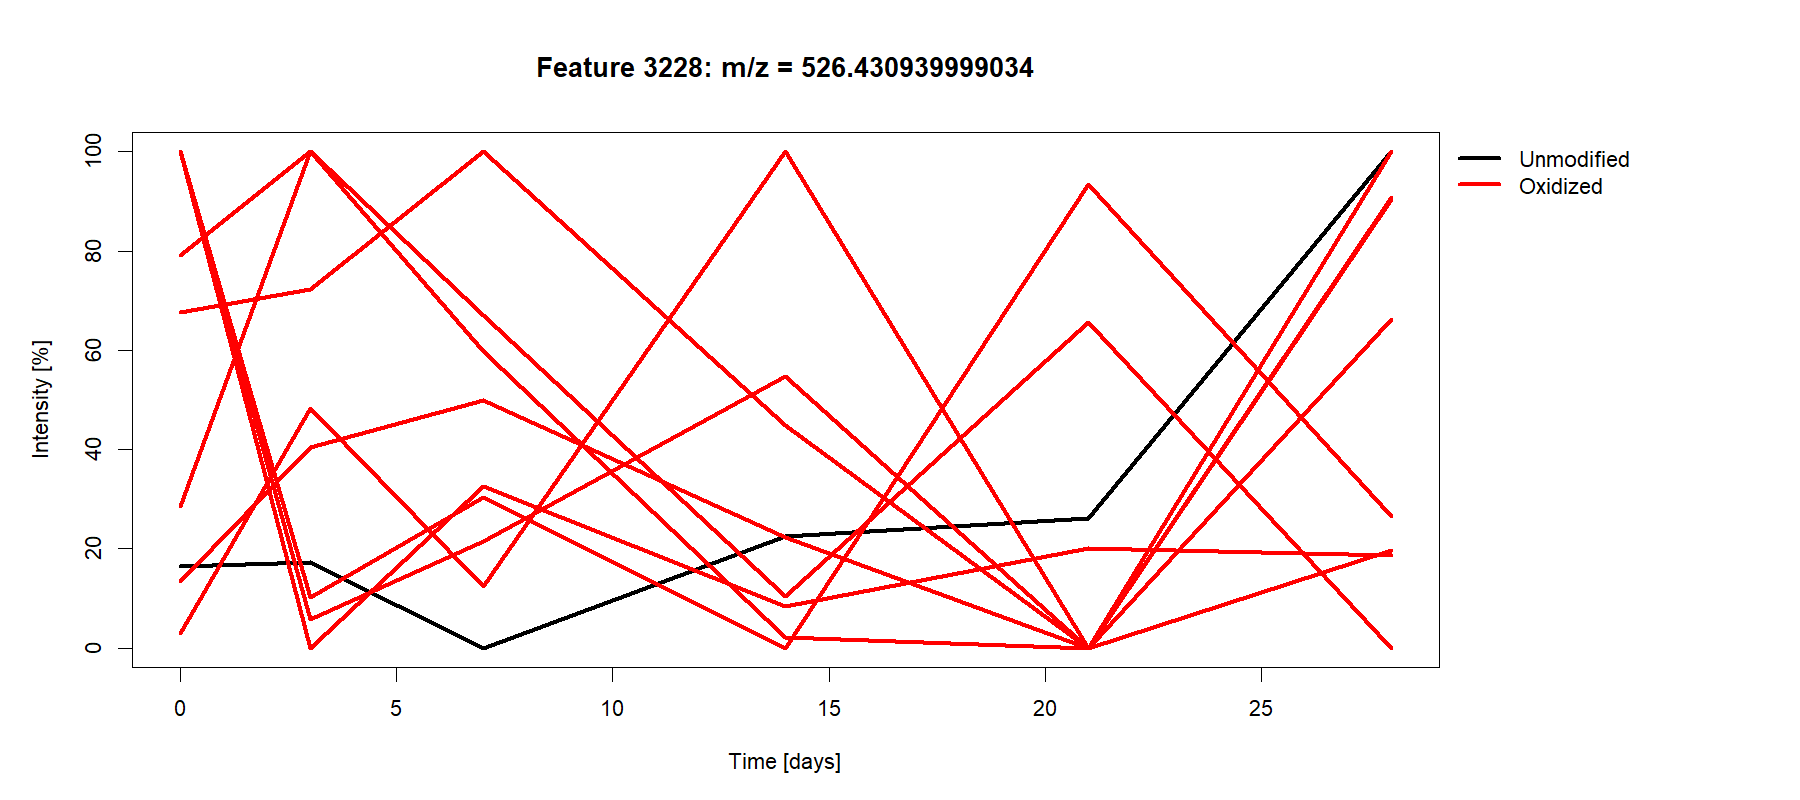 Feature 3228: m/z = 526.430939999034
Unmodified
Oxidized
Intensity [%]
100
80
60
40
20
0
0 5 10 15 20 25
Time [days]